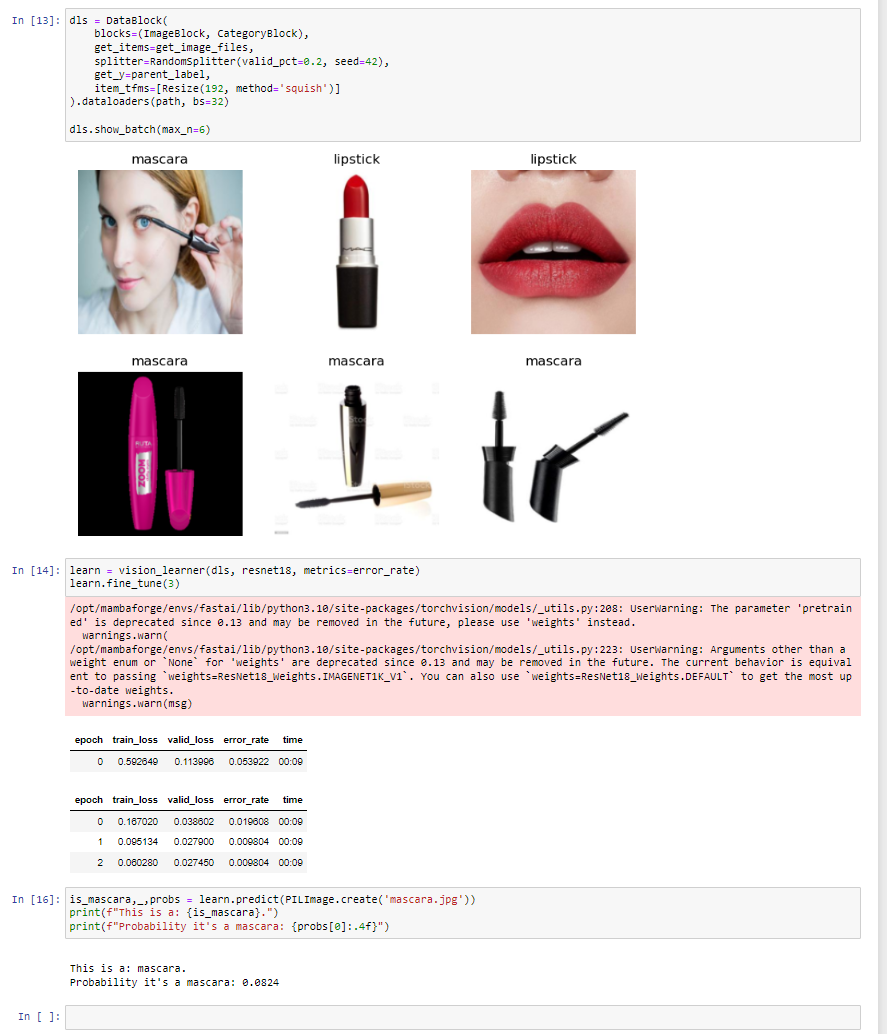 In [13]: dls = DataBlock(
    blocks=(ImageBlock, CategoryBlock),
    get_items=get_image_files,
    splitter=RandomSplitter(valid_pct=0.2, seed=42),
    get_y=parent_label,
    item_tfms=[Resize(192, method='squish')]
).dataloaders(path, bs=32)
dls.show_batch(max_n=6)
mascara lipstick lipstick
MAC
mascara mascara mascara
ZOOM
In [14]: learn = vision_learner(dls, resnet18, metrics=error_rate)
learn.fine_tune(3)
/opt/mambaforge/envs/fastai/lib/python3.10/site-packages/torchvision/models/_utils.py:208: UserWarning: The parameter 'pretrain
ed' is deprecated since 0.13 and may be removed in the future, please use 'weights' instead.
  warnings.warn(
/opt/mambaforge/envs/fastai/lib/python3.10/site-packages/torchvision/models/_utils.py:223: UserWarning: Arguments other than a
weight enum or `None` for 'weights' are deprecated since 0.13 and may be removed in the future. The current behavior is equival
ent to passing `weights=ResNet18_Weights.IMAGENET1K_V1`. You can also use `weights=ResNet18_Weights.DEFAULT` to get the most up
-to-date weights.
  warnings.warn(msg)
epoch train_loss valid_loss error_rate time
0 0.592649 0.113996 0.053922 00:09
epoch train_loss valid_loss error_rate time
0 0.167020 0.038602 0.019608 00:09
1 0.095134 0.027900 0.009804 00:09
2 0.060280 0.027450 0.009804 00:09
In [16]: is_mascara,_,probs = learn.predict(PILImage.create('mascara.jpg'))
print(f"This is a: {is_mascara}.")
print(f"Probability it's a mascara: {probs[0]:.4f}")
This is a: mascara.
Probability it's a mascara: 0.0824
In [ ]: